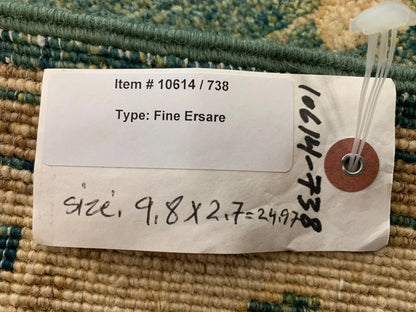 Item # 10614 / 738
Type: Fine Ersare
size. 9.8 x 2.7 = 24.97
10614-738